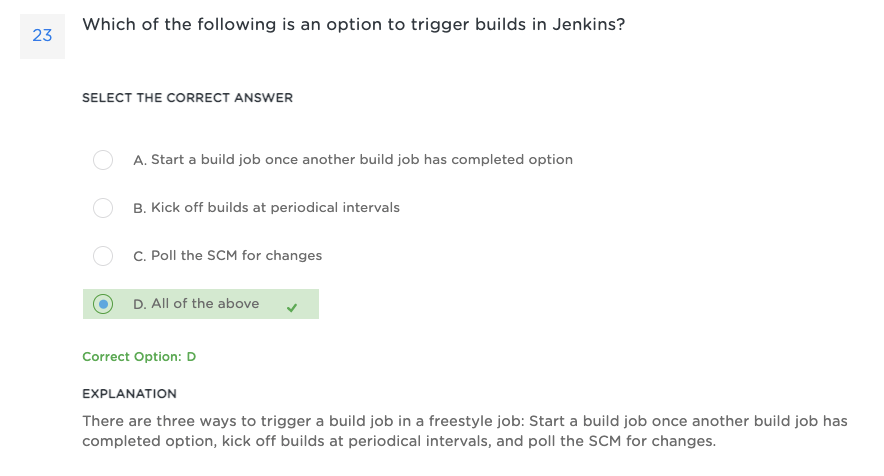 23
Which of the following is an option to trigger builds in Jenkins?
SELECT THE CORRECT ANSWER
A. Start a build job once another build job has completed option
B. Kick off builds at periodical intervals
C. Poll the SCM for changes
D. All of the above
Correct Option: D
EXPLANATION
There are three ways to trigger a build job in a freestyle job: Start a build job once another build job has
completed option, kick off builds at periodical intervals, and poll the SCM for changes.